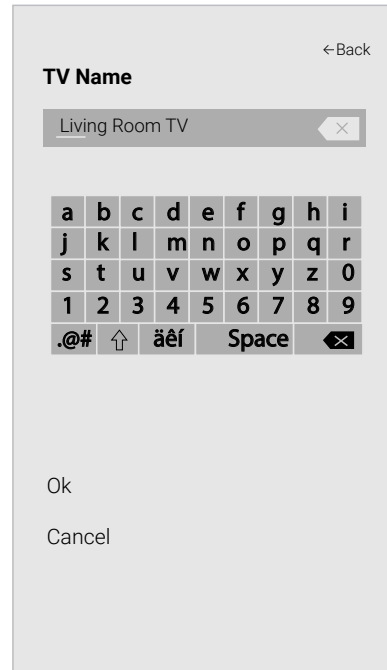 ←Back
TV Name
Living Room TV
a b c d e f g h i
j k l m n o p q r
s t u v w x y z 0
1 2 3 4 5 6 7 8 9
.@# äêí Space
Ok
Cancel